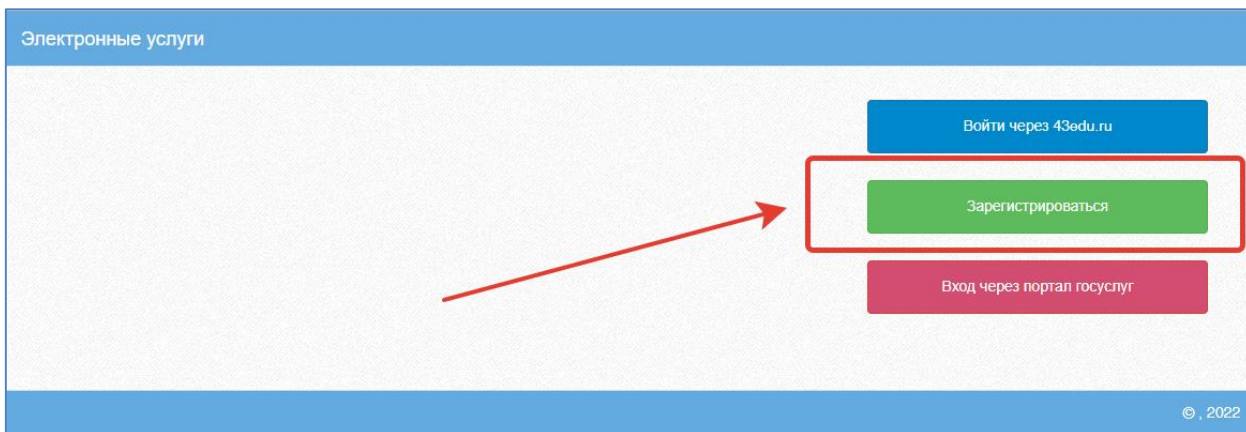 Электронные услуги
Войти через 43edu.ru
Зарегистрироваться
Вход через портал госуслуг
© , 2022